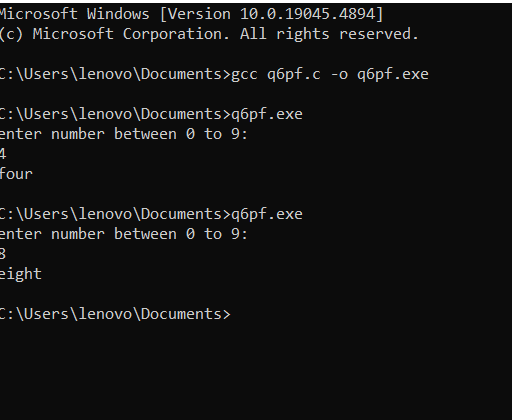 Microsoft Windows [Version 10.0.19045.4894]
(c) Microsoft Corporation. All rights reserved.
C:\Users\lenovo\Documents>gcc q6pf.c -o q6pf.exe
C:\Users\lenovo\Documents>q6pf.exe
enter number between 0 to 9:
4
four
C:\Users\lenovo\Documents>q6pf.exe
enter number between 0 to 9:
8
eight
C:\Users\lenovo\Documents>